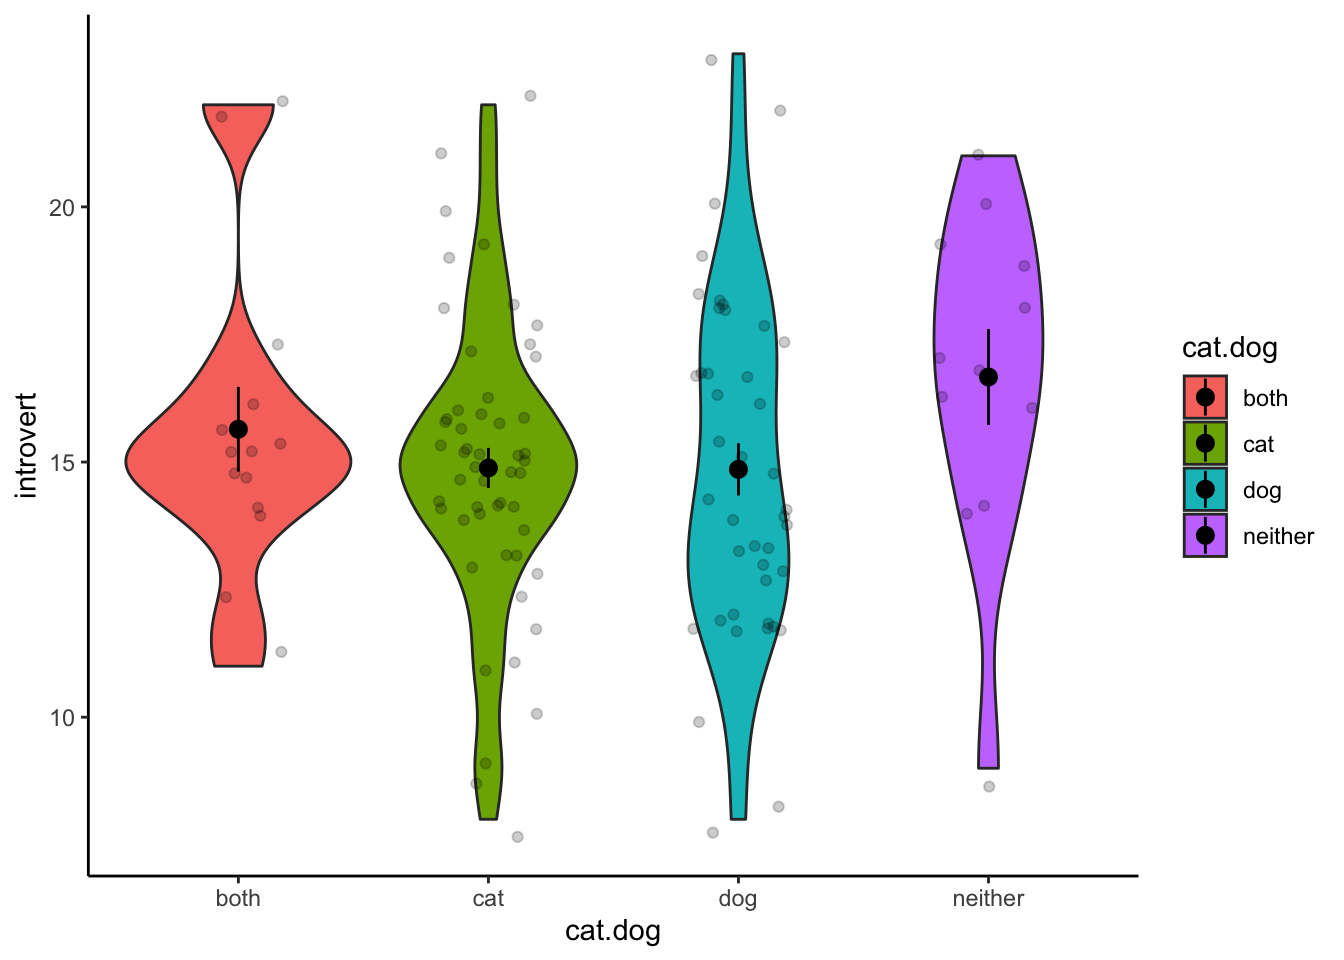 introvert
20
15
10
both
cat
dog
neither
cat.dog
cat.dog
both
cat
dog
neither